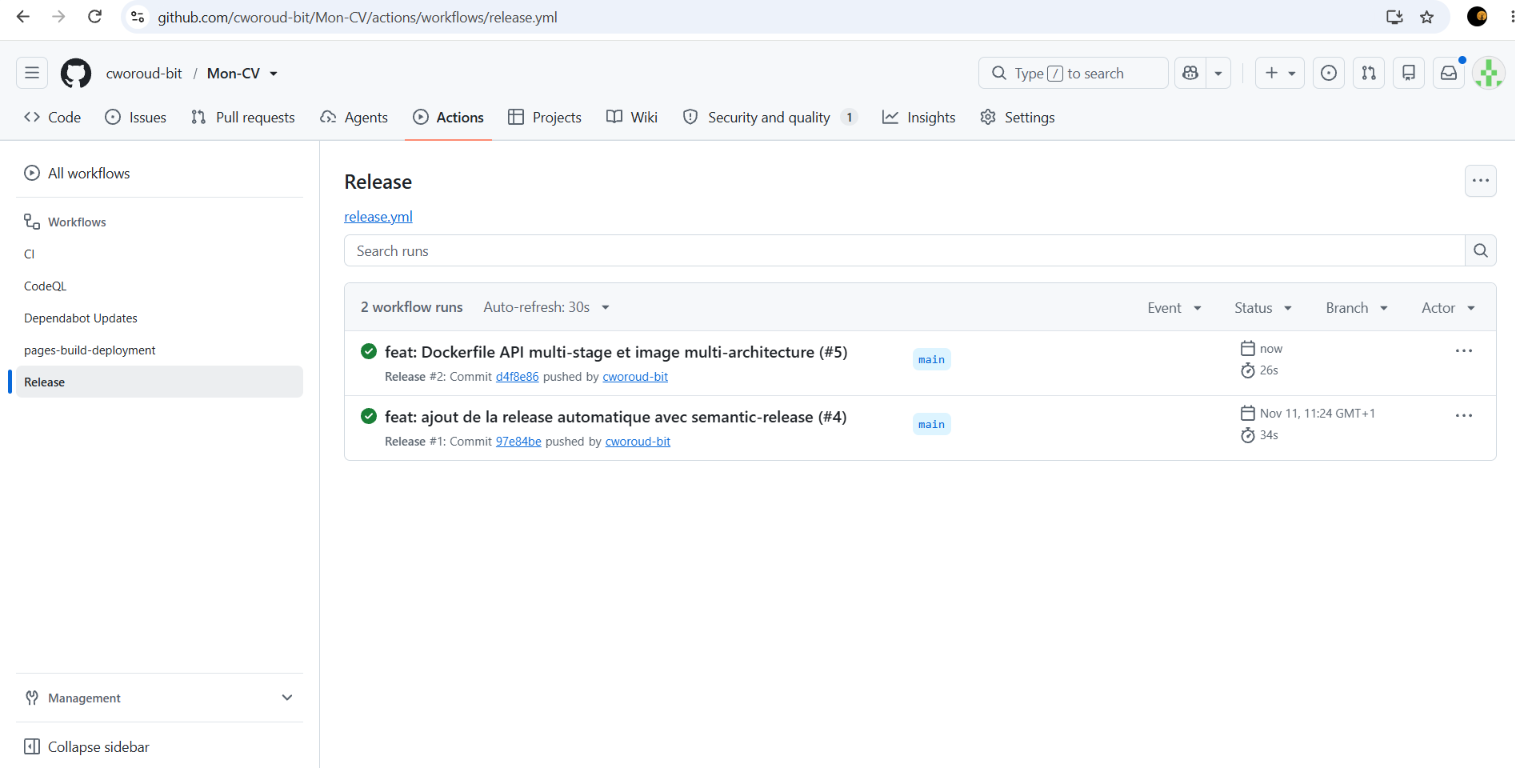 github.com/cworoud-bit/Mon-CV/actions/workflows/release.yml
cworoud-bit / Mon-CV
Type / to search
Code Issues Pull requests Agents Actions Projects Wiki Security and quality 1 Insights Settings
All workflows
Workflows
CI
CodeQL
Dependabot Updates
pages-build-deployment
Release
Management
Collapse sidebar
Release
release.yml
Search runs
2 workflow runs Auto-refresh: 30s Event Status Branch Actor
feat: Dockerfile API multi-stage et image multi-architecture (#5)
Release #2: Commit d4f8e86 pushed by cworoud-bit
main
now
26s
feat: ajout de la release automatique avec semantic-release (#4)
Release #1: Commit 97e84be pushed by cworoud-bit
main
Nov 11, 11:24 GMT+1
34s